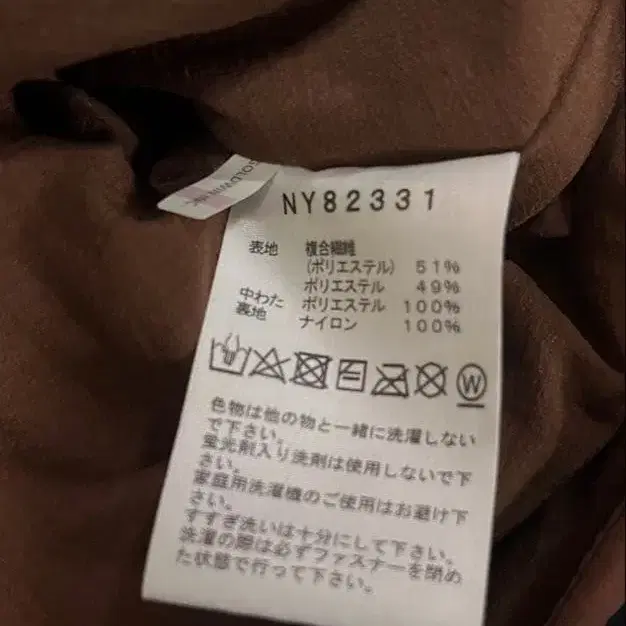 GOLDWIN
NY82331
表地 複合繊維
(ポリエステル) 51%
ポリエステル 49%
中わた ポリエステル 100%
裏地 ナイロン 100%
W
色物は他の物と一緒に洗濯しない
で下さい。
蛍光剤入り洗剤は使用しないで下
さい。
家庭用洗濯機のご使用はお避け下
さい。
すすぎ洗いは十分にして下さい。
洗濯の際は必ずファスナーを閉め
た状態で行って下さい。